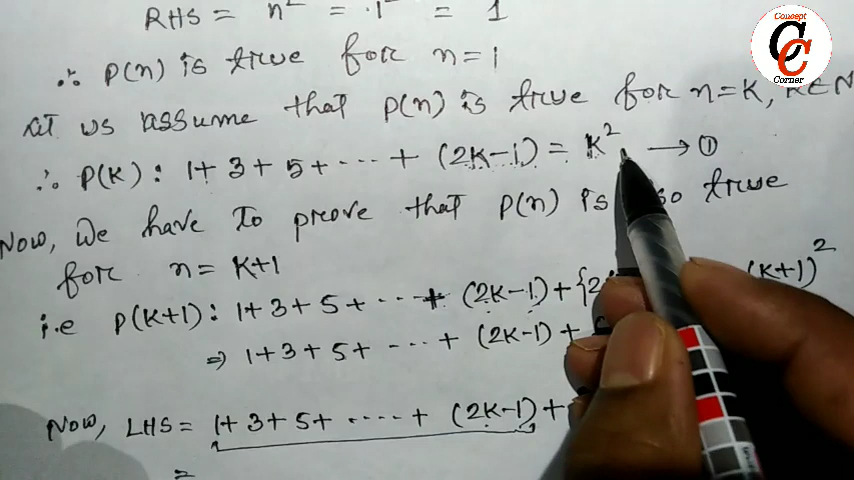 Concept
CC
Corner
RHS = n² = 1² = 1
∴ P(n) is true for n=1
Let us assume that P(n) is true for n=K, K∈N
∴ P(K): 1+3+5+ ... + (2K-1) = K² → ①
Now, We have to prove that P(n) is also true
for n= K+1
i.e P(K+1): 1+3+5+ ... + (2K-1) + {2 (K+1)²
⇒ 1+3+5+ ... + (2K-1) +
Now, LHS = 1+3+5+ .... + (2K-1) +
=